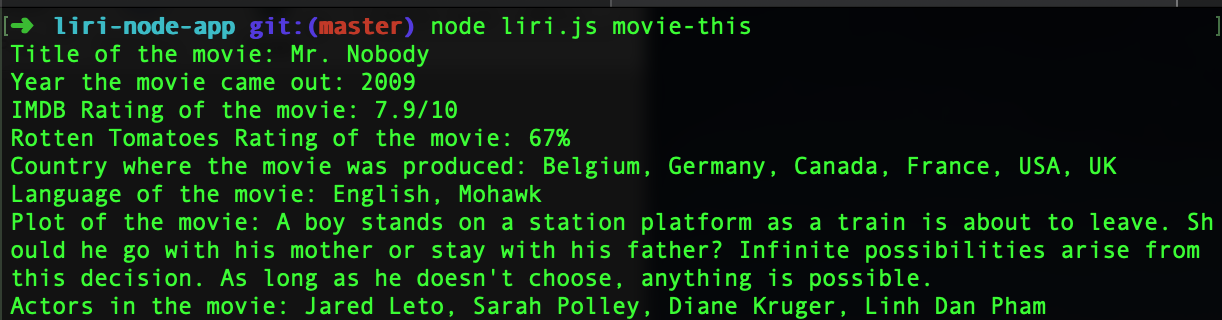 ➜ liri-node-app git:(master) node liri.js movie-this
Title of the movie: Mr. Nobody
Year the movie came out: 2009
IMDB Rating of the movie: 7.9/10
Rotten Tomatoes Rating of the movie: 67%
Country where the movie was produced: Belgium, Germany, Canada, France, USA, UK
Language of the movie: English, Mohawk
Plot of the movie: A boy stands on a station platform as a train is about to leave. Sh
ould he go with his mother or stay with his father? Infinite possibilities arise from
this decision. As long as he doesn't choose, anything is possible.
Actors in the movie: Jared Leto, Sarah Polley, Diane Kruger, Linh Dan Pham